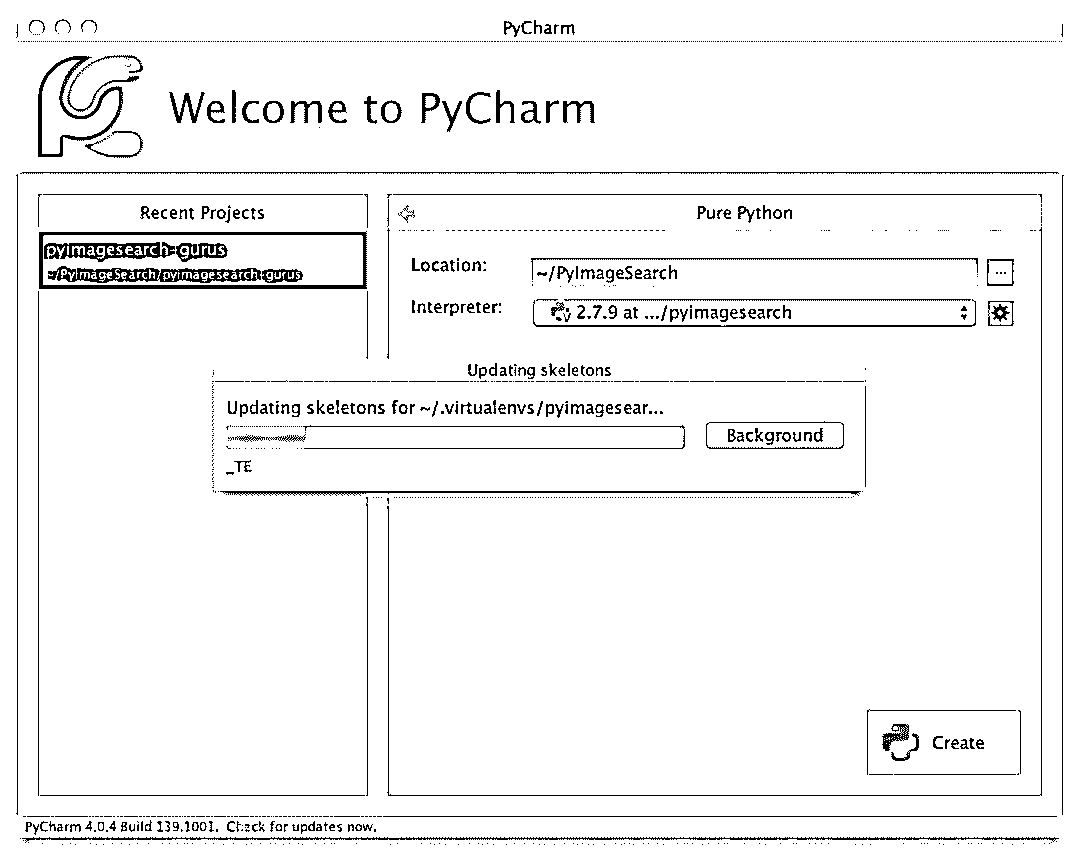 PyCharm
Welcome to PyCharm
Recent Projects
pyimagesearch-gurus
~/PyImageSearch/pyimagesearch-gurus
Pure Python
Location:
~/PyImageSearch
...
Interpreter:
2.7.9 at .../pyimagesearch
Updating skeletons
Updating skeletons for ~/.virtualenvs/pyimagesear...
Background
_TE
Create
PyCharm 4.0.4 Build 139.1001. Check for updates now.